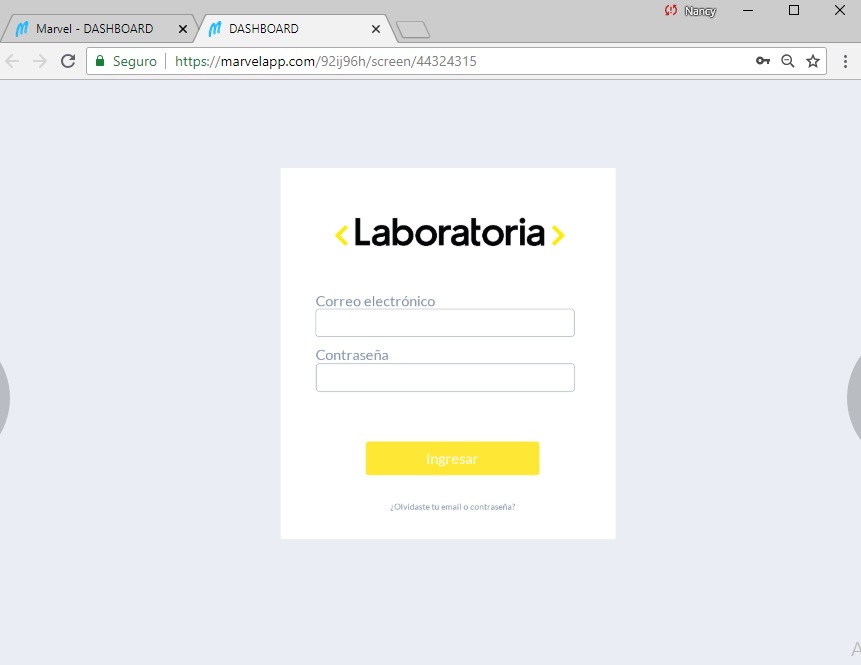 Nancy
Marvel - DASHBOARD
DASHBOARD
Seguro
https://marvelapp.com/92ij96h/screen/44324315
<Laboratoria>
Correo electrónico
Contraseña
Ingresar
¿Olvidaste tu email o contraseña?
A